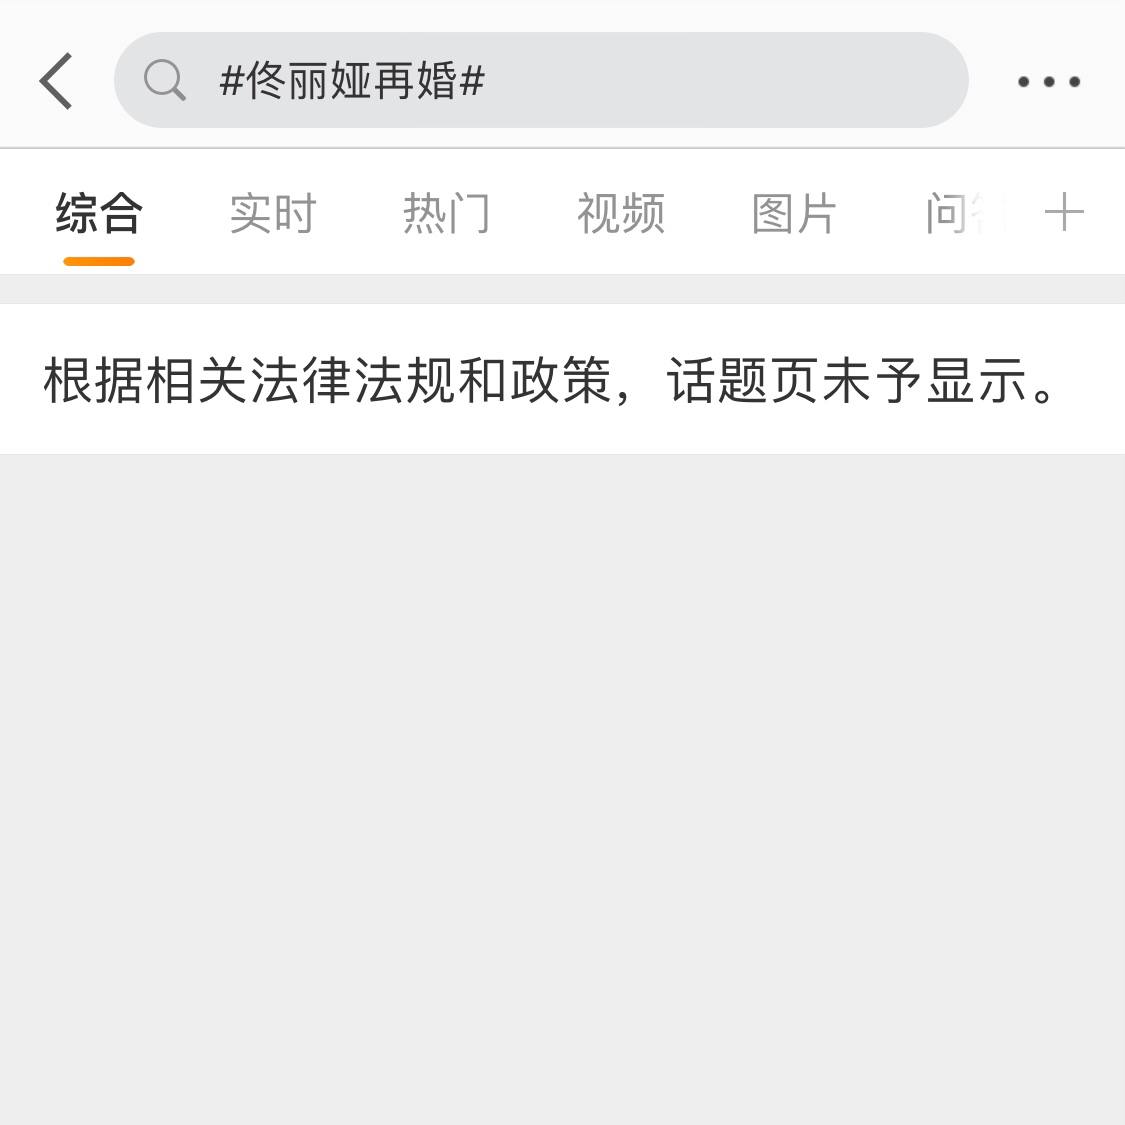 #佟丽娅再婚#
综合 实时 热门 视频 图片 问
根据相关法律法规和政策，话题页未予显示。